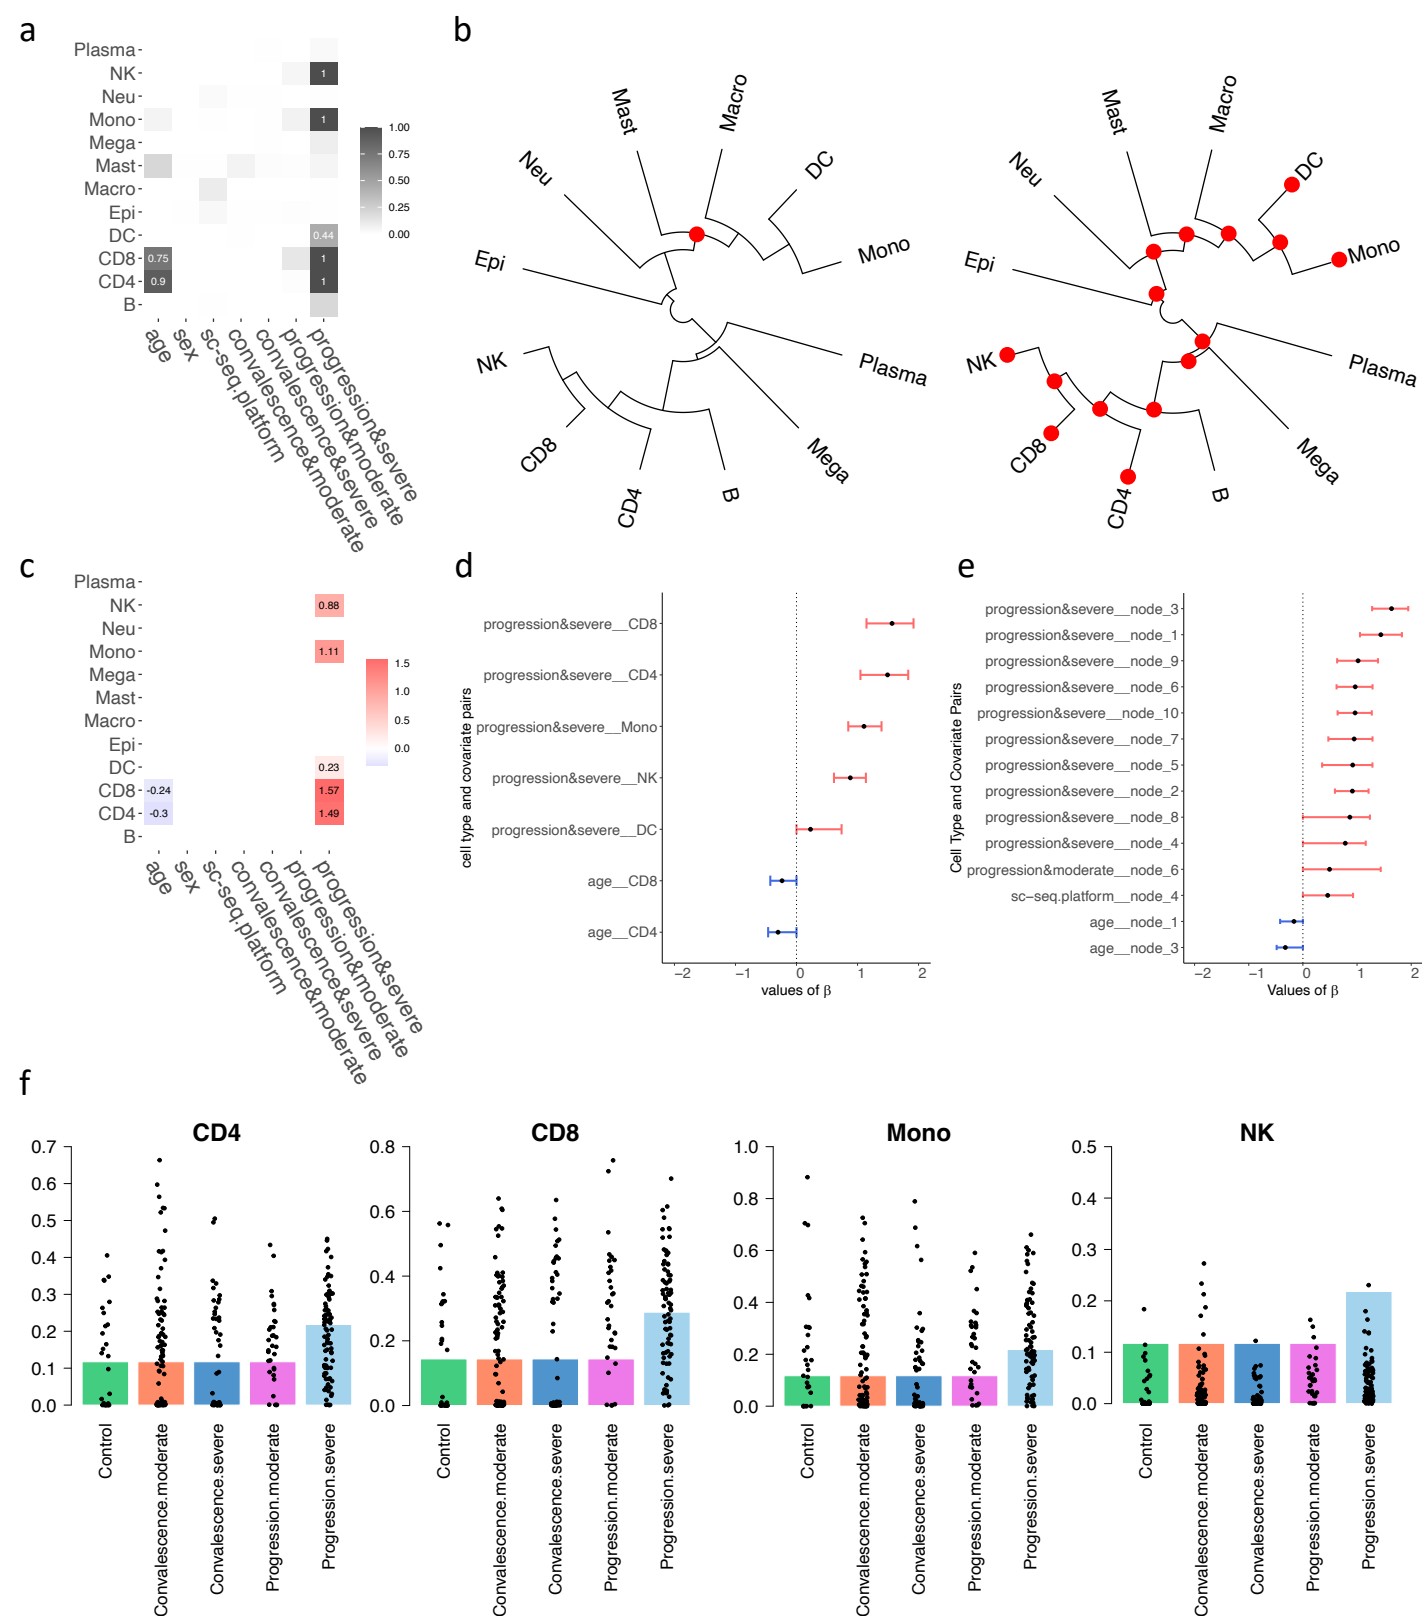 a
Plasma
NK
Neu
Mono
Mega
Mast
Macro
Epi
DC
CD8
CD4
B
1
1
0.44
0.75
1
0.9
1
age
sex
sc-seq.platform
convalescence&moderate
convalescence&severe
progression&moderate
progression&severe
1.00
0.75
0.50
0.25
0.00
b
Macro
Mast
DC
Neu
Mono
Epi
Plasma
NK
Mega
CD8
B
CD4
Macro
Mast
DC
Neu
Mono
Epi
Plasma
NK
Mega
CD8
B
CD4
c
Plasma
NK
Neu
Mono
Mega
Mast
Macro
Epi
DC
CD8
CD4
B
0.88
1.11
0.23
-0.24
1.57
-0.3
1.49
age
sex
sc-seq.platform
convalescence&moderate
convalescence&severe
progression&moderate
progression&severe
1.5
1.0
0.5
0.0
d
cell type and covariate pairs
progression&severe__CD8
progression&severe__CD4
progression&severe__Mono
progression&severe__NK
progression&severe__DC
age__CD8
age__CD4
−2 −1 0 1 2
values of β
e
Cell Type and Covariate Pairs
progression&severe__node_3
progression&severe__node_1
progression&severe__node_9
progression&severe__node_6
progression&severe__node_10
progression&severe__node_7
progression&severe__node_5
progression&severe__node_2
progression&severe__node_8
progression&severe__node_4
progression&moderate__node_6
sc−seq.platform__node_4
age__node_1
age__node_3
−2 −1 0 1 2
Values of β
f
CD4
0.7
0.6
0.5
0.4
0.3
0.2
0.1
0.0
Control
Convalescence.moderate
Convalescence.severe
Progression.moderate
Progression.severe
CD8
0.8
0.6
0.4
0.2
0.0
Control
Convalescence.moderate
Convalescence.severe
Progression.moderate
Progression.severe
Mono
1.0
0.8
0.6
0.4
0.2
0.0
Control
Convalescence.moderate
Convalescence.severe
Progression.moderate
Progression.severe
NK
0.5
0.4
0.3
0.2
0.1
0.0
Control
Convalescence.moderate
Convalescence.severe
Progression.moderate
Progression.severe